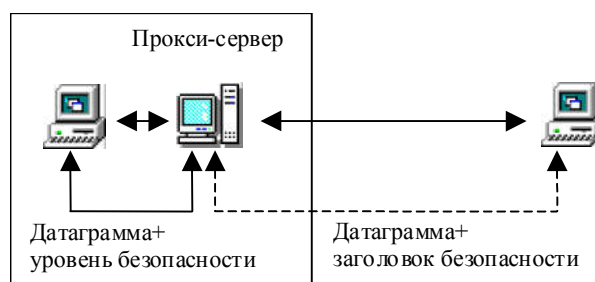 Прокси-сервер
Датаграмма+
уровень безопасности
Датаграмма+
заголовок безопасности